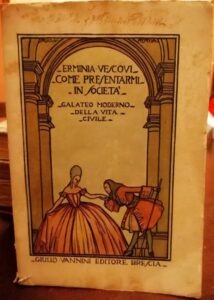 ERMINIA VESCOVI
COME PRESENTARMI
IN SOCIETÀ
GALATEO MODERNO
DELLA VITA
CIVILE
GIULIO VANNINI EDITORE BRESCIA